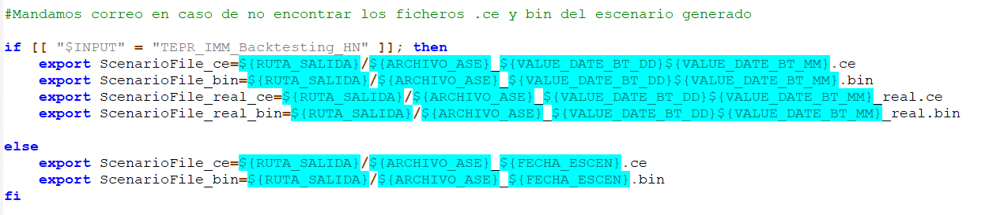 #Mandamos correo en caso de no encontrar los ficheros .ce y bin del escenario generado
if [[ "$INPUT" = "TEPR_IMM_Backtesting_HN" ]]; then
export ScenarioFile_ce=${RUTA_SALIDA}/${ARCHIVO_ASE}_${VALUE_DATE_BT_DD}${VALUE_DATE_BT_MM}.ce
export ScenarioFile_bin=${RUTA_SALIDA}/${ARCHIVO_ASE}_${VALUE_DATE_BT_DD}${VALUE_DATE_BT_MM}.bin
export ScenarioFile_real_ce=${RUTA_SALIDA}/${ARCHIVO_ASE}_${VALUE_DATE_BT_DD}${VALUE_DATE_BT_MM}_real.ce
export ScenarioFile_real_bin=${RUTA_SALIDA}/${ARCHIVO_ASE}_${VALUE_DATE_BT_DD}${VALUE_DATE_BT_MM}_real.bin
else
export ScenarioFile_ce=${RUTA_SALIDA}/${ARCHIVO_ASE}_${FECHA_ESCEN}.ce
export ScenarioFile_bin=${RUTA_SALIDA}/${ARCHIVO_ASE}_${FECHA_ESCEN}.bin
fi